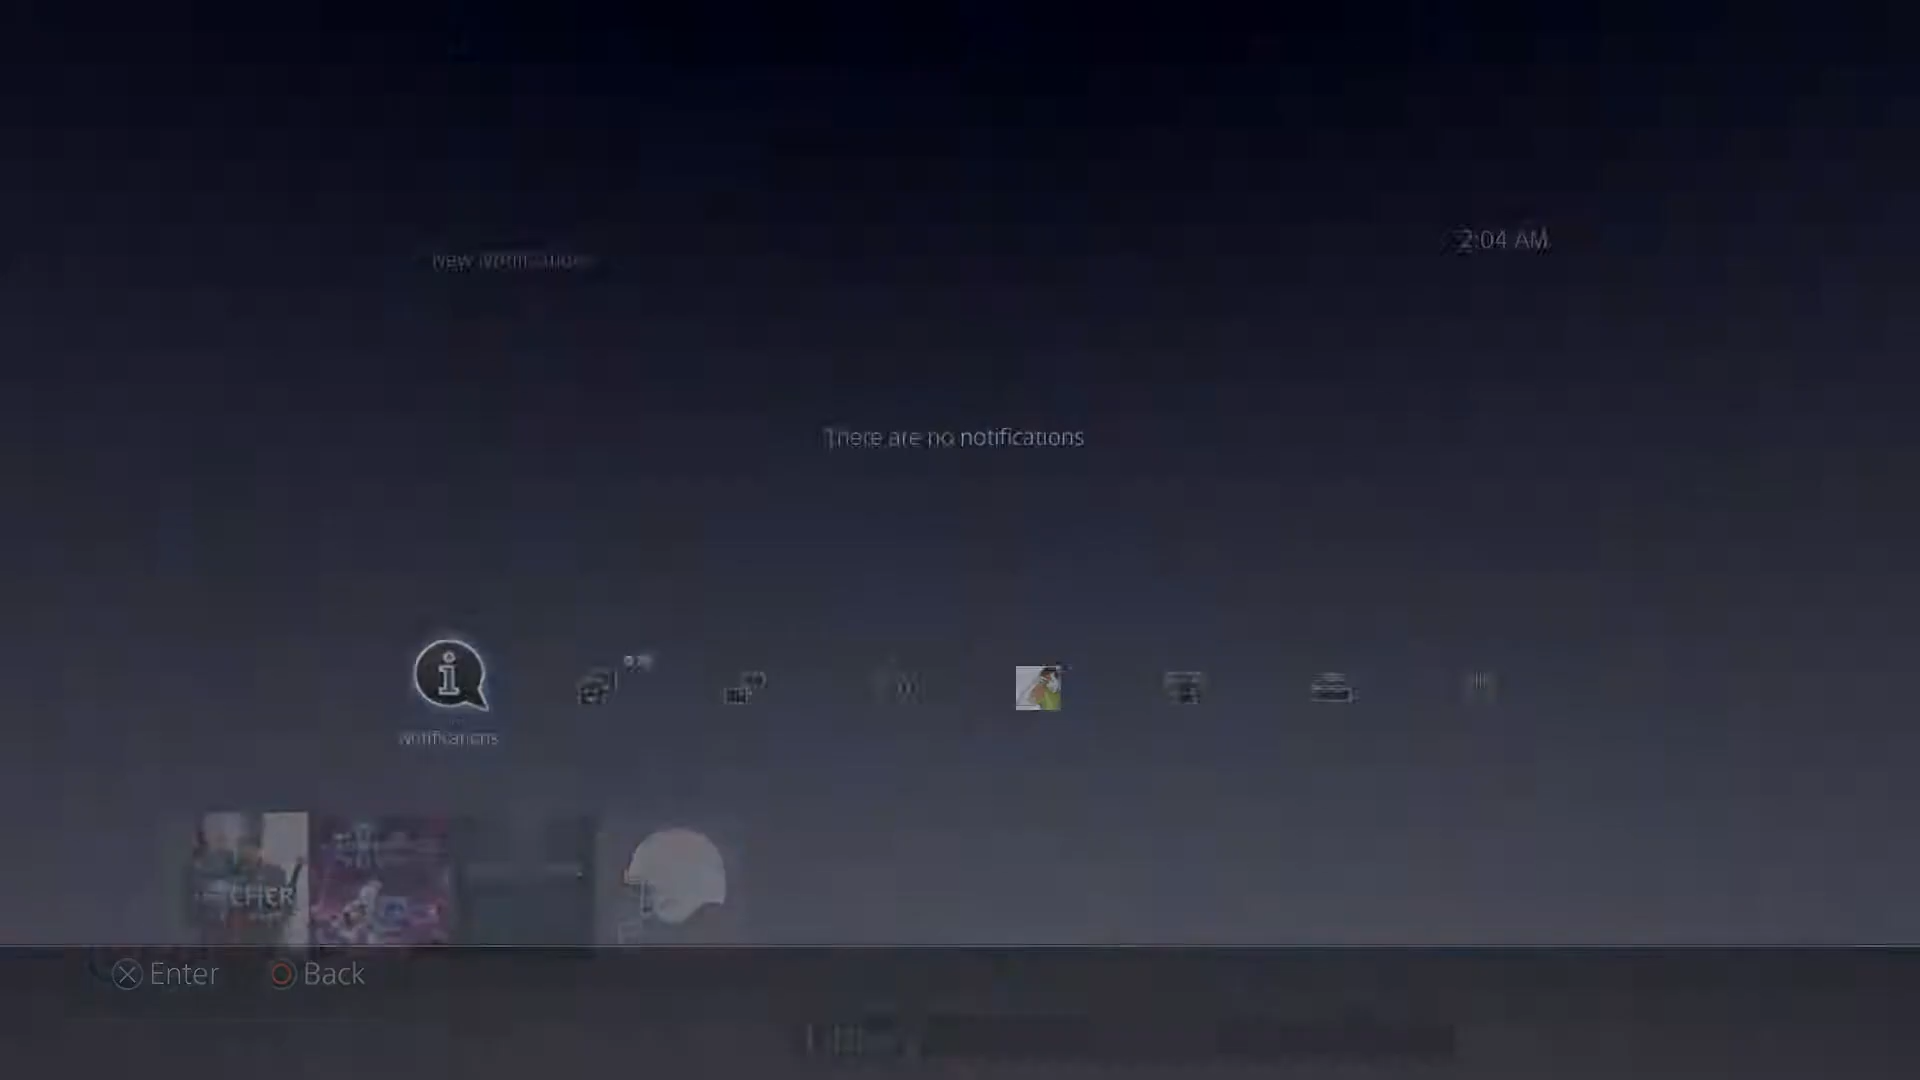 2:04 AM
New Notifications
There are no notifications
Notifications
Enter
Back